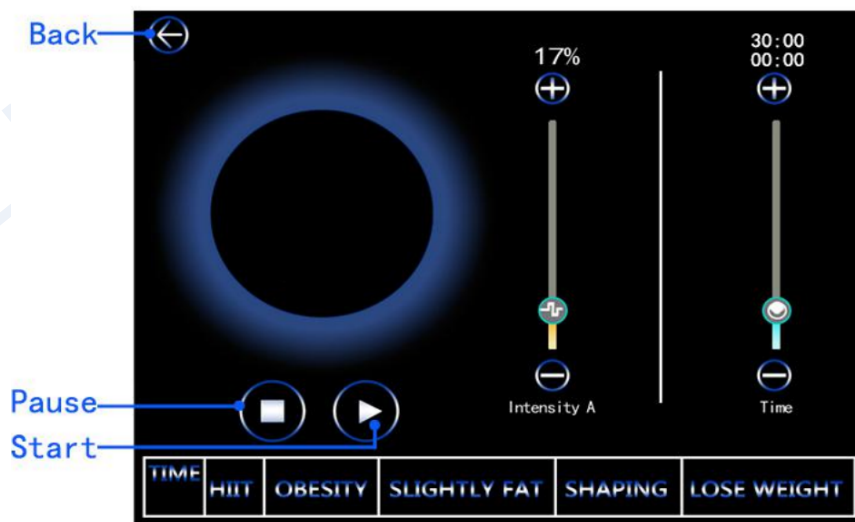 Back
17%
30:00
00:00
Intensity A
Time
Pause
Start
TIME
HIIT
OBESITY
SLIGHTLY FAT
SHAPING
LOSE WEIGHT